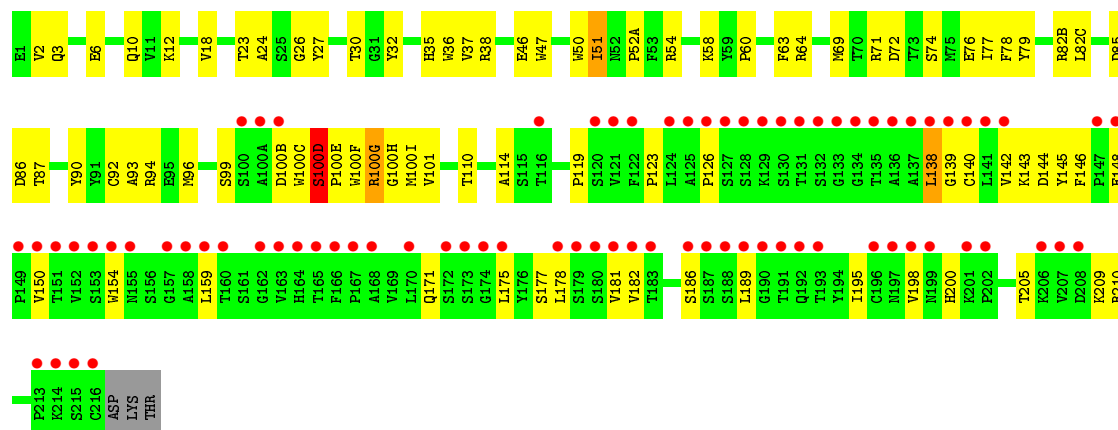 E1 V2 Q3 E6 Q10 V11 K12 V18 T23 A24 S25 G26 Y27 T30 G31 Y32 H35 W36 V37 R38 E46 W47 W50 I51 N52 P52A F53 R54 K58 Y59 P60 F63 R64 M69 T70 R71 D72 T73 S74 M75 E76 I77 F78 Y79 R82B L82C D85
D86 T87 Y90 Y91 C92 A93 R94 E95 M96 S99 S100 A100A D100B W100C S100D P100E W100F R100G G100H M100I V101 T110 A114 S115 T116 P119 S120 V121 F122 P123 L124 A125 P126 S127 S128 K129 S130 T131 S132 G133 G134 T135 A136 A137 L138 G139 C140 L141 V142 K143 D144 Y145 F146 P147 E148
P149 V150 T151 V152 S153 W154 N155 S156 G157 A158 L159 T160 S161 G162 V163 H164 T165 F166 P167 A168 V169 L170 Q171 S172 S173 G174 L175 Y176 S177 L178 S179 S180 V181 V182 T183 S186 S187 S188 L189 G190 T191 Q192 T193 Y194 I195 C196 N197 V198 N199 H200 K201 P202 T205 K206 V207 D208 K209 R210
P213 K214 S215 C216 ASP LYS THR